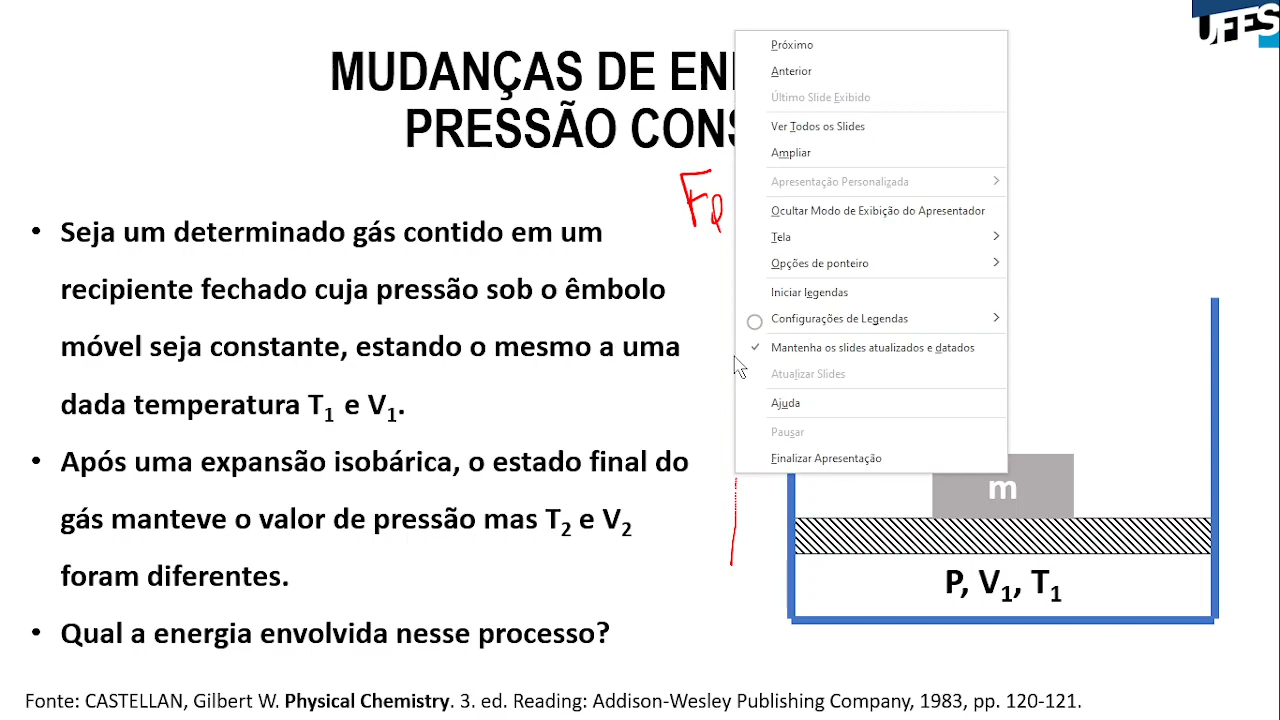 UFES
MUDANÇAS DE
PRESSÃO
Seja um determinado gás contido em um
recipiente fechado cuja pressão sob o êmbolo
móvel seja constante, estando o mesmo a uma
dada temperatura T₁ e V₁.
Após uma expansão isobárica, o estado final do
gás manteve o valor de pressão mas T₂ e V₂
foram diferentes.
Qual a energia envolvida nesse processo?
Próximo
Anterior
Último Slide Exibido
Ver Todos os Slides
Ampliar
Apresentação Personalizada
Ocultar Modo de Exibição do Apresentador
Tela
Opções de ponteiro
Iniciar legendas
Configurações de Legendas
Mantenha os slides atualizados e datados
Atualizar Slides
Ajuda
Pausar
Finalizar Apresentação
m
P, V₁, T₁
Fonte: CASTELLAN, Gilbert W. Physical Chemistry. 3. ed. Reading: Addison-Wesley Publishing Company, 1983, pp. 120-121.